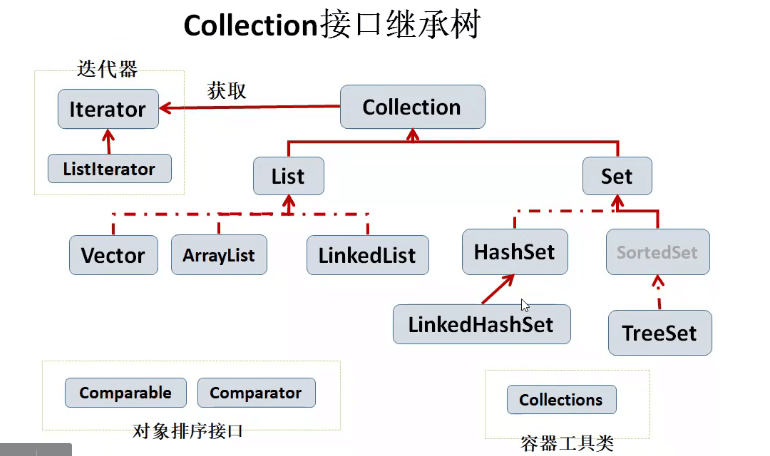 Collection接口继承树
迭代器
获取
Iterator
Collection
ListIterator
List
Set
Vector
ArrayList
LinkedList
HashSet
SortedSet
LinkedHashSet
TreeSet
Comparable
Comparator
对象排序接口
Collections
容器工具类